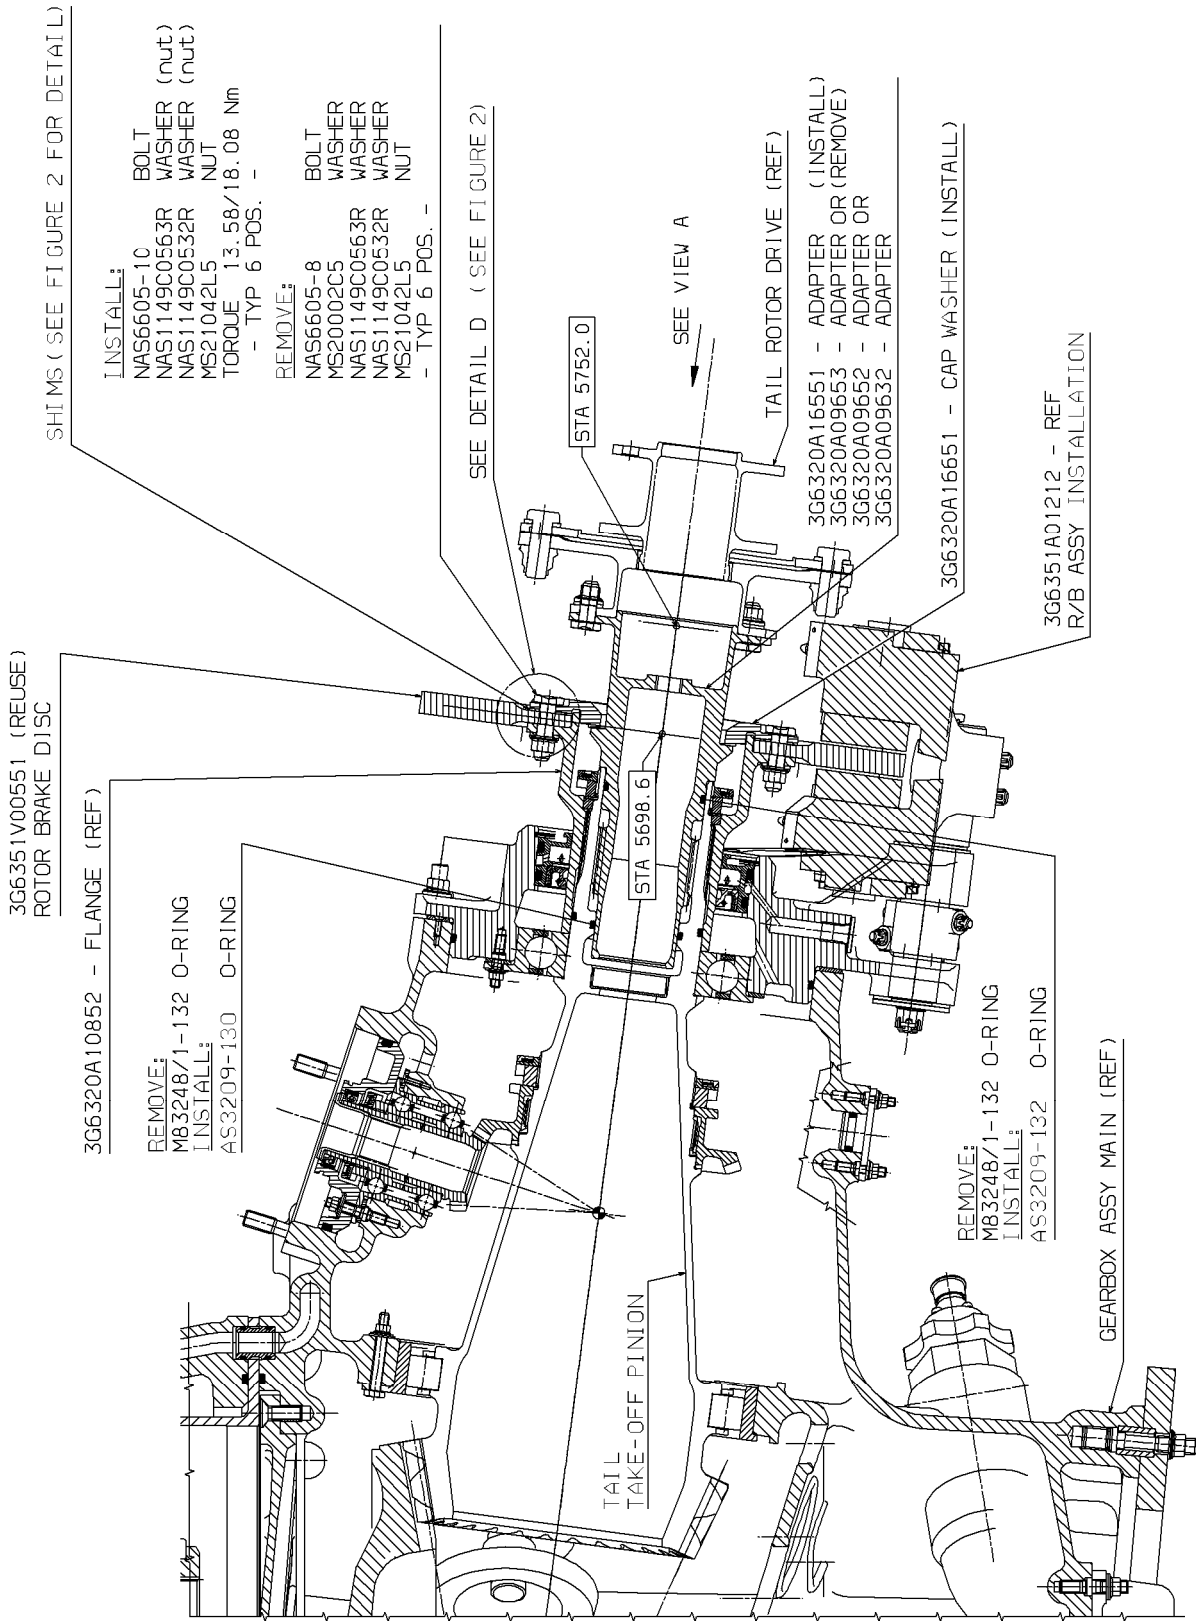 SHIMS (SEE FIGURE 2 FOR DETAIL)
INSTALL:
NAS6605-10 BOLT
NAS1149C0563R WASHER (nut)
NAS1149C0532R WASHER (nut)
MS21042L5 NUT
TORQUE 13.58/18.08 Nm
- TYP 6 POS. -
REMOVE:
NAS6605-8 BOLT
MS20002C5 WASHER
NAS1149C0563R WASHER
NAS1149C0532R WASHER
MS21042L5 NUT
- TYP 6 POS. -
SEE DETAIL D (SEE FIGURE 2)
STA 5752.0
SEE VIEW A
TAIL ROTOR DRIVE (REF)
3G6320A16551 - ADAPTER (INSTALL)
3G6320A09653 - ADAPTER OR (REMOVE)
3G6320A09652 - ADAPTER OR
3G6320A09632 - ADAPTER
3G6320A16651 - CAP WASHER (INSTALL)
3G6351A01212 - REF
R/B ASSY INSTALLATION
3G6351V00551 (REUSE)
ROTOR BRAKE DISC
3G6320A10852 - FLANGE (REF)
REMOVE:
M83248/1-132 O-RING
INSTALL:
AS3209-130 O-RING
STA 5698.6
REMOVE:
M83248/1-132 O-RING
INSTALL:
AS3209-132 O-RING
TAIL
TAKE-OFF PINION
GEARBOX ASSY MAIN (REF)